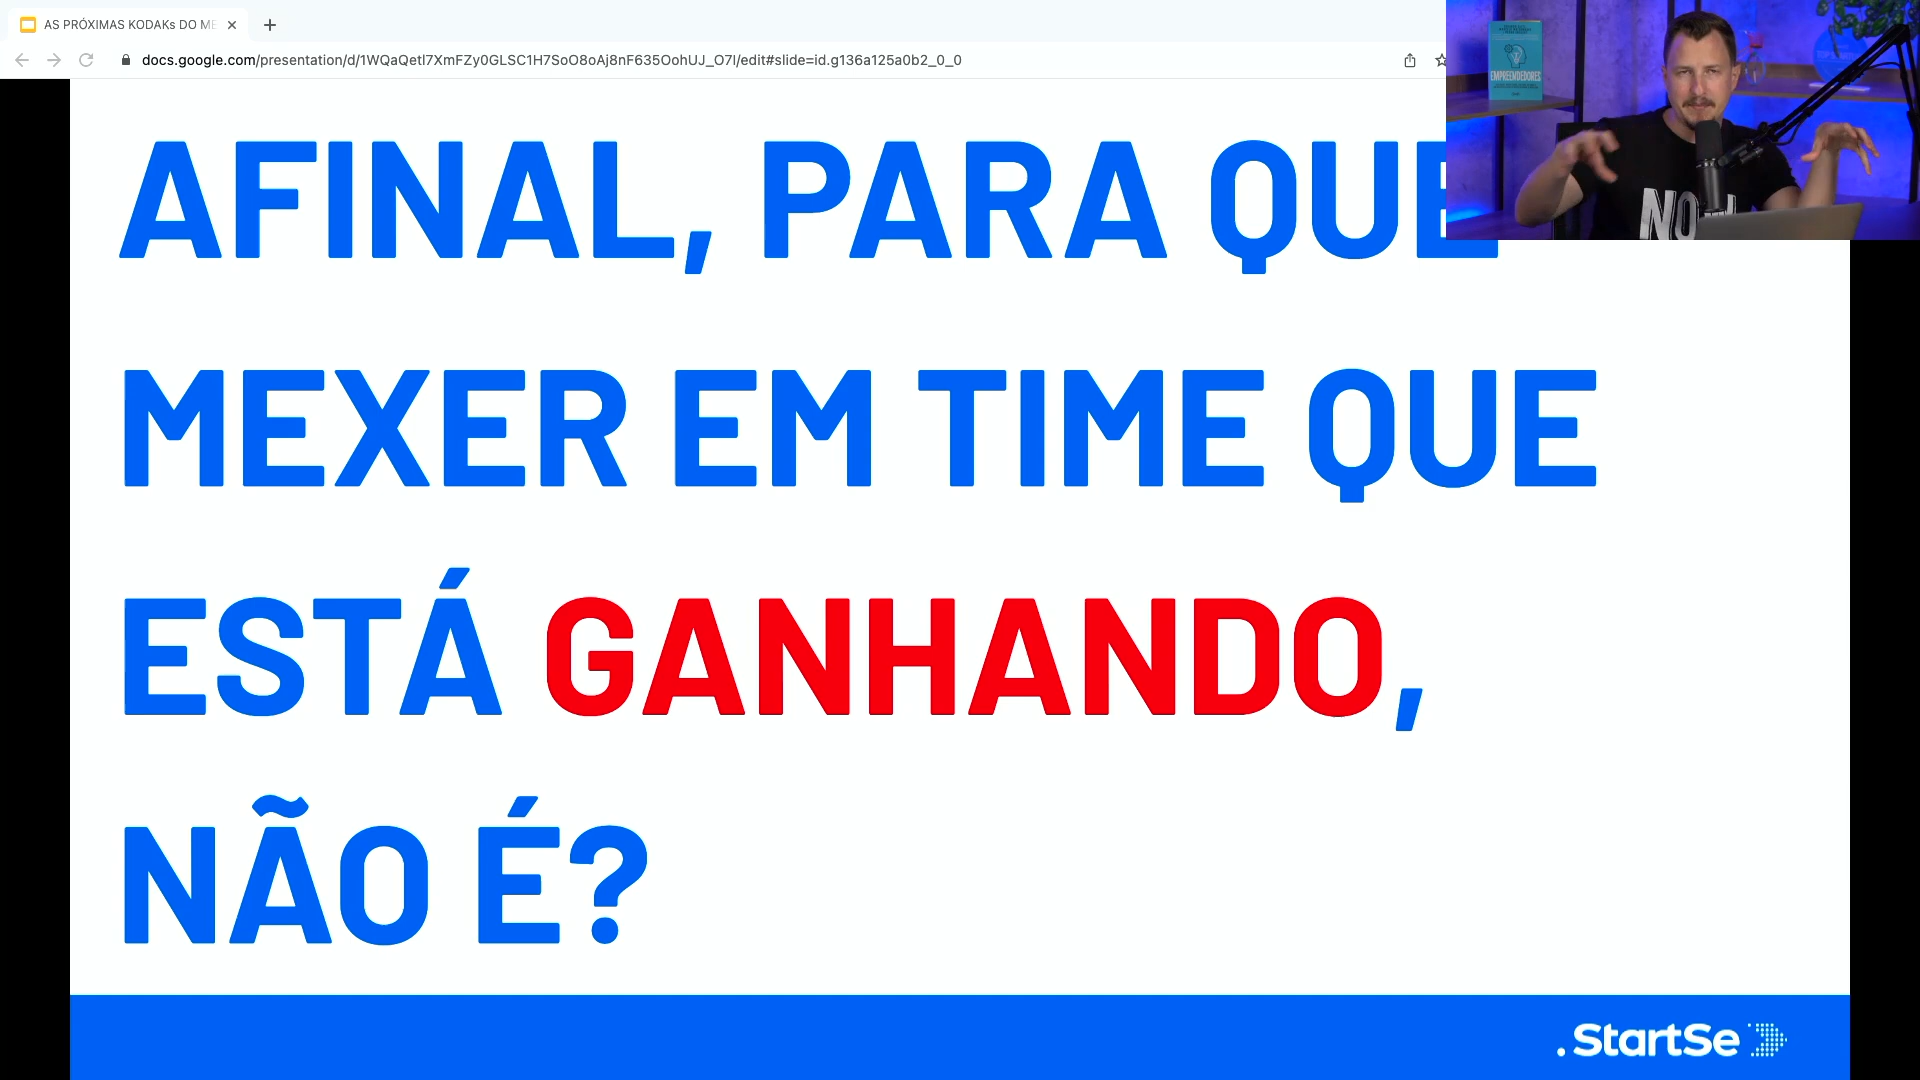 AS PRÓXIMAS KODAKs DO ME
docs.google.com/presentation/d/1WQaQetl7XmFZy0GLSC1H7SoO8oAj8nF635OohUJ_O7I/edit#slide=id.g136a125a0b2_0_0
EMPREENDEDORES
AFINAL, PARA QUE
MEXER EM TIME QUE
ESTÁ GANHANDO,
NÃO É?
.StartSe